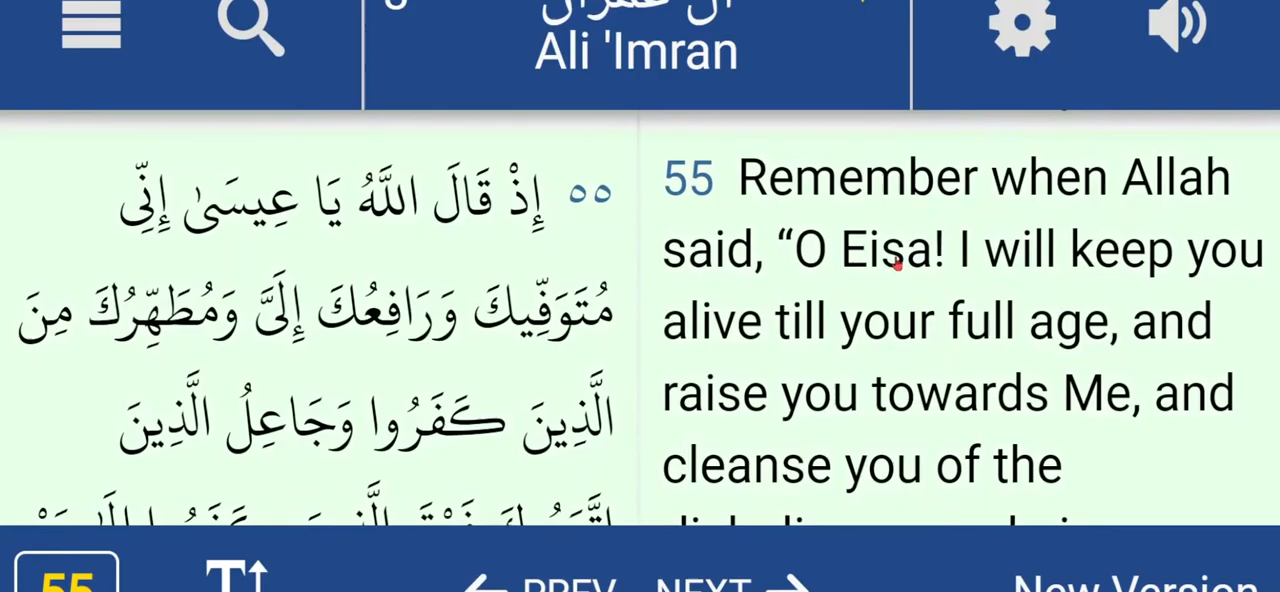 Ali 'Imran
٥٥ إِذْ قَالَ اللَّهُ يَا عِيسَىٰ إِنِّي
مُتَوَفِّيكَ وَرَافِعُكَ إِلَيَّ وَمُطَهِّرُكَ مِنَ
الَّذِينَ كَفَرُوا وَجَاعِلُ الَّذِينَ
55 Remember when Allah
said, “O Eisa! I will keep you
alive till your full age, and
raise you towards Me, and
cleanse you of the
55
T
PREV NEXT
New Version